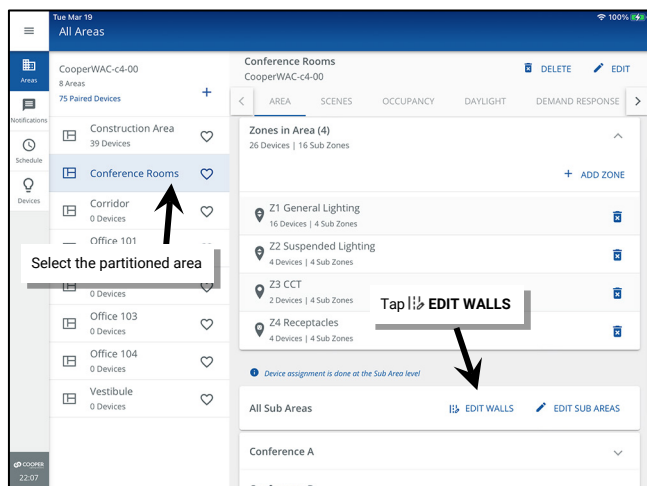 Tue Mar 19
100%
All Areas
Areas
Notifications
Schedule
Devices
COOPER
22:07
CooperWAC-c4-00
8 Areas
75 Paired Devices
+
Construction Area
39 Devices
Conference Rooms
Corridor
0 Devices
Office 101
Select the partitioned area
0 Devices
Office 103
0 Devices
Office 104
0 Devices
Vestibule
0 Devices
Conference Rooms
CooperWAC-c4-00
DELETE
EDIT
AREA SCENES OCCUPANCY DAYLIGHT DEMAND RESPONSE
Zones in Area (4)
26 Devices | 16 Sub Zones
+ ADD ZONE
Z1 General Lighting
16 Devices | 4 Sub Zones
Z2 Suspended Lighting
4 Devices | 4 Sub Zones
Z3 CCT
2 Devices | 4 Sub Zones
Tap EDIT WALLS
Z4 Receptacles
4 Devices | 4 Sub Zones
Device assignment is done at the Sub Area level
All Sub Areas
EDIT WALLS
EDIT SUB AREAS
Conference A